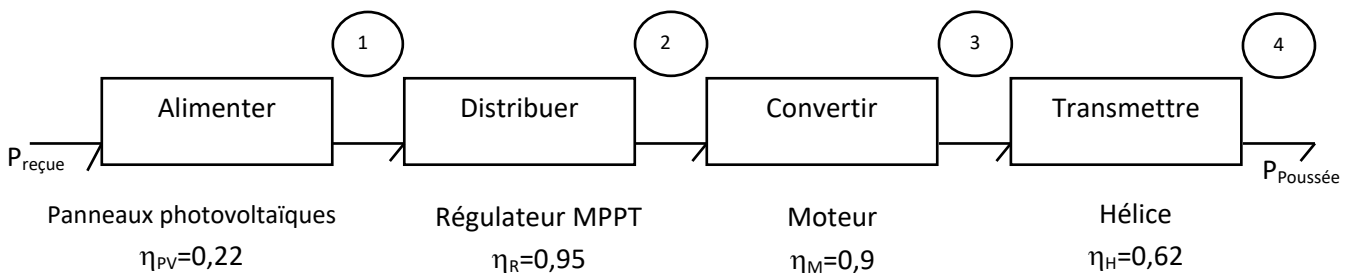 1 2 3 4
Alimenter Distribuer Convertir Transmettre
Preçue PPoussée
Panneaux photovoltaïques Régulateur MPPT Moteur Hélice
ηPV=0,22 ηR=0,95 ηM=0,9 ηH=0,62